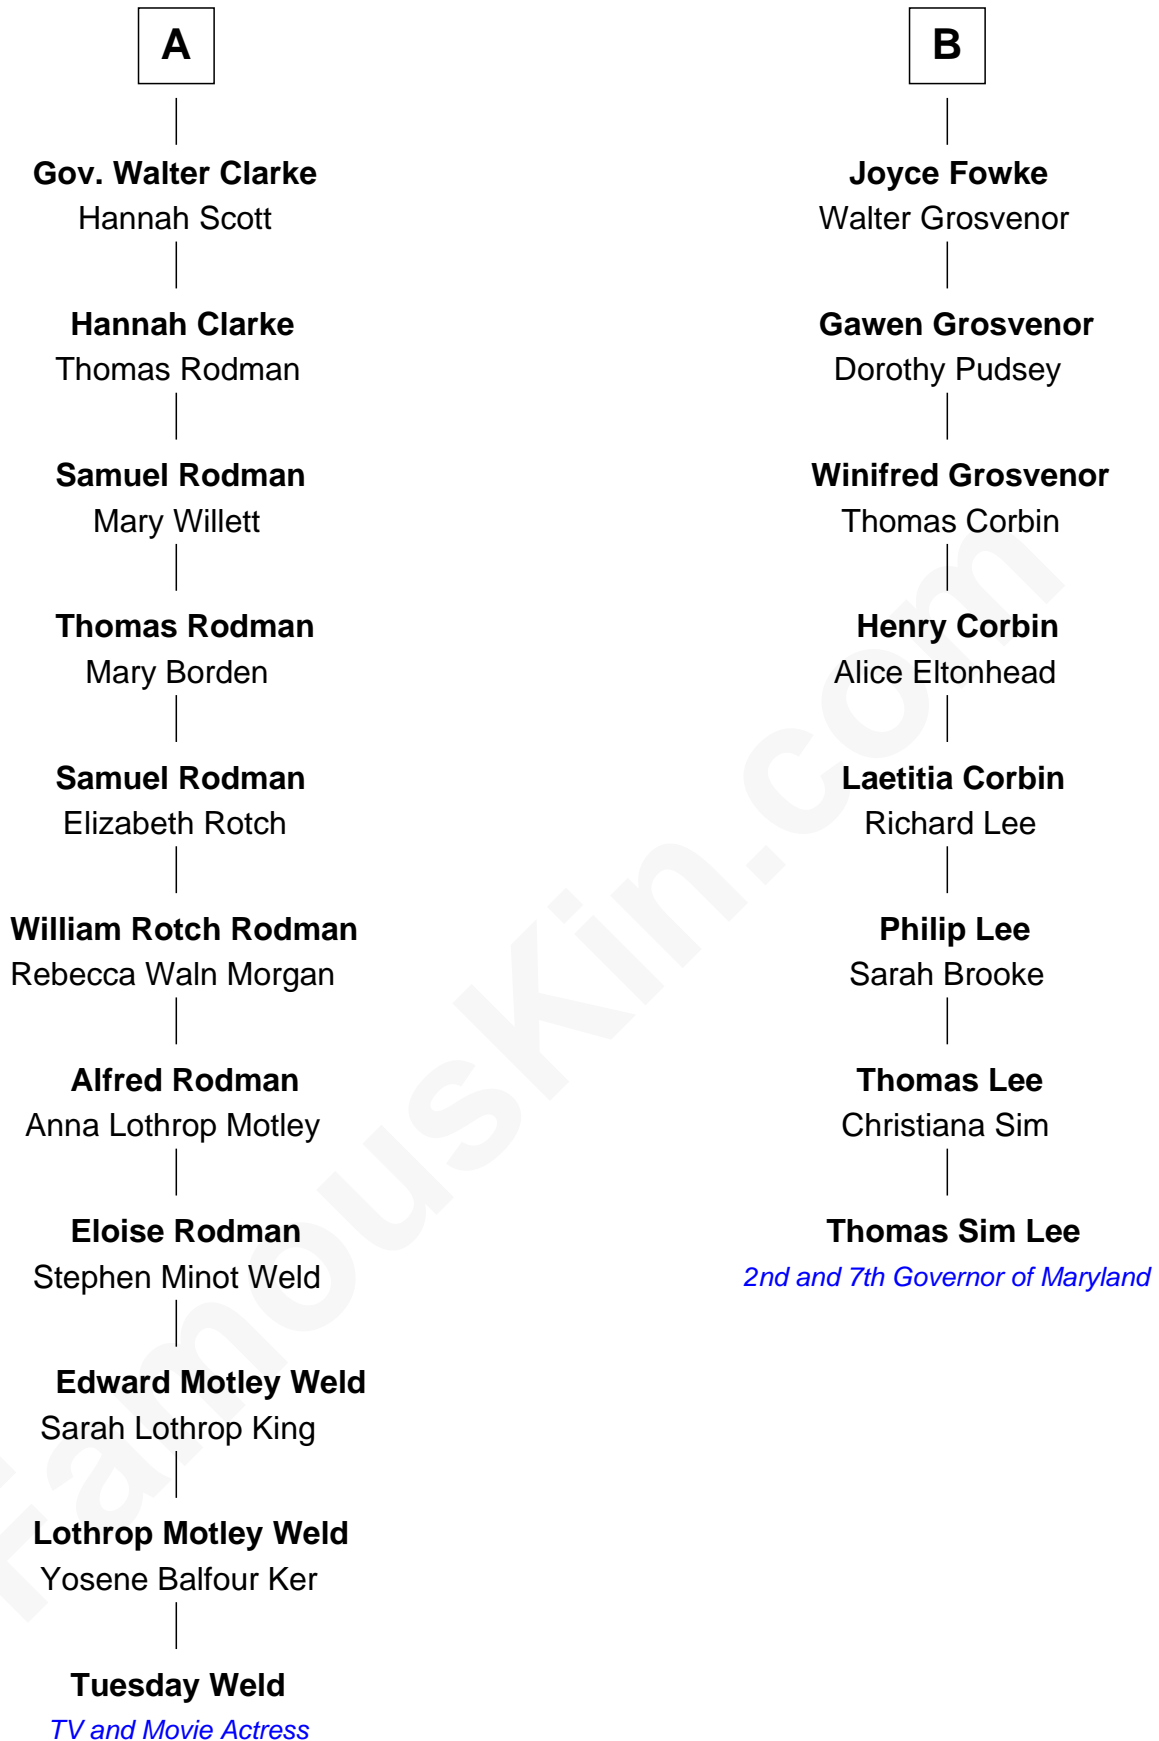 A
Gov. Walter Clarke
Hannah Scott
Hannah Clarke
Thomas Rodman
Samuel Rodman
Mary Willett
Thomas Rodman
Mary Borden
Samuel Rodman
Elizabeth Rotch
William Rotch Rodman
Rebecca Waln Morgan
Alfred Rodman
Anna Lothrop Motley
Eloise Rodman
Stephen Minot Weld
Edward Motley Weld
Sarah Lothrop King
Lothrop Motley Weld
Yosene Balfour Ker
Tuesday Weld
TV and Movie Actress
B
Joyce Fowke
Walter Grosvenor
Gawen Grosvenor
Dorothy Pudsey
Winifred Grosvenor
Thomas Corbin
Henry Corbin
Alice Eltonhead
Laetitia Corbin
Richard Lee
Philip Lee
Sarah Brooke
Thomas Lee
Christiana Sim
Thomas Sim Lee
2nd and 7th Governor of Maryland
FamousKin.com